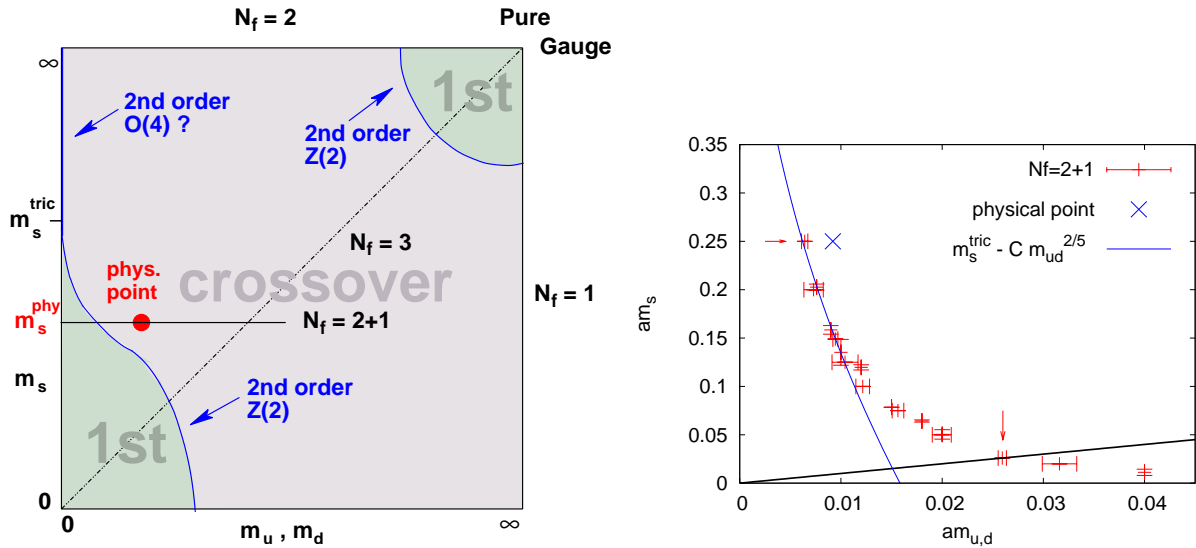 N_f = 2
Pure
Gauge
∞
1st
2nd order
O(4) ?
2nd order
Z(2)
m_s^tric
N_f = 3
phys.
point
crossover
m_s^phy
N_f = 2+1
N_f = 1
m_s
2nd order
Z(2)
1st
0
0
m_u , m_d
∞
0.35
0.3
0.25
0.2
0.15
0.1
0.05
0
am_s
Nf=2+1
physical point
m_s^tric - C m_ud^2/5
0
0.01
0.02
0.03
0.04
am_u,d